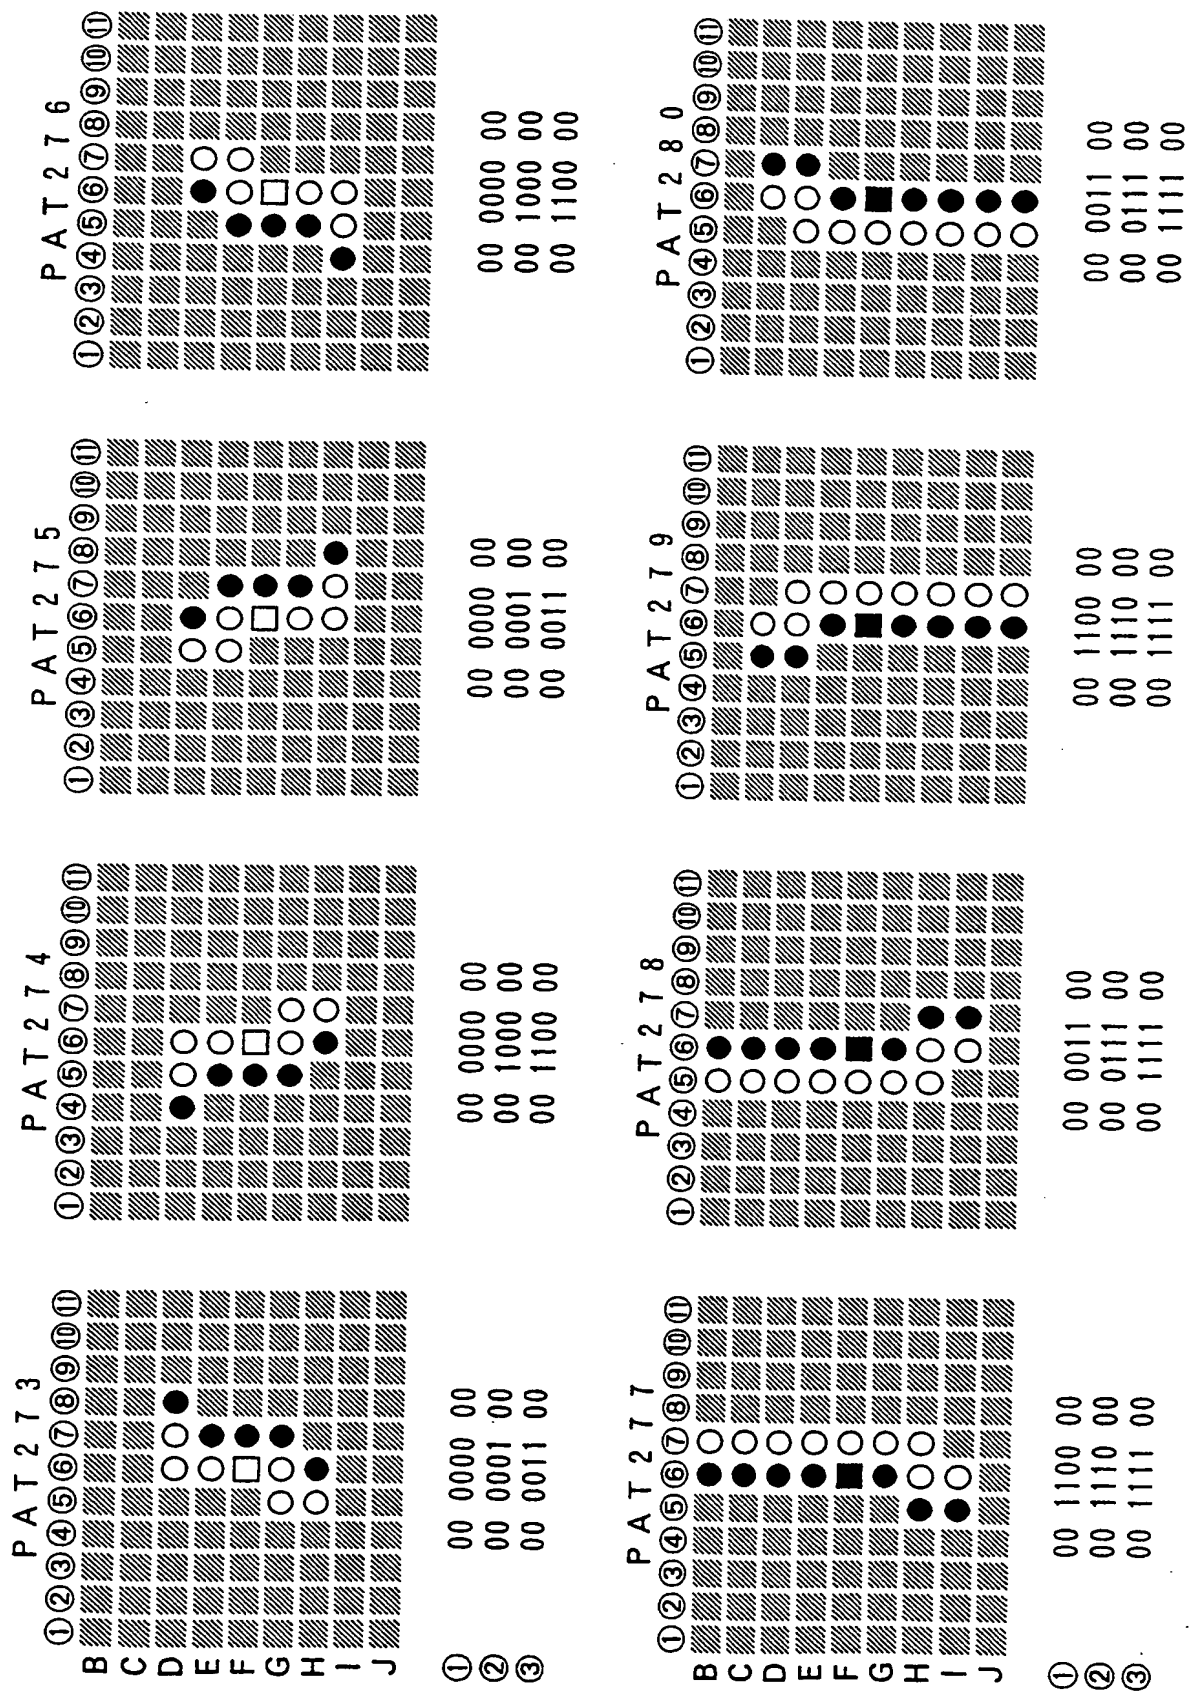 PAT273
①②③④⑤⑥⑦⑧⑨⑩⑪
B
C
D
E
F
G
H
I
J
① 00 0000 00
② 00 0001 00
③ 00 0011 00
PAT274
①②③④⑤⑥⑦⑧⑨⑩⑪
00 0000 00
00 1000 00
00 1100 00
PAT275
①②③④⑤⑥⑦⑧⑨⑩⑪
00 0000 00
00 0001 00
00 0011 00
PAT276
①②③④⑤⑥⑦⑧⑨⑩⑪
00 0000 00
00 1000 00
00 1100 00
PAT277
①②③④⑤⑥⑦⑧⑨⑩⑪
B
C
D
E
F
G
H
I
J
① 00 1100 00
② 00 1110 00
③ 00 1111 00
PAT278
①②③④⑤⑥⑦⑧⑨⑩⑪
00 0011 00
00 0111 00
00 1111 00
PAT279
①②③④⑤⑥⑦⑧⑨⑩⑪
00 1100 00
00 1110 00
00 1111 00
PAT280
①②③④⑤⑥⑦⑧⑨⑩⑪
00 0011 00
00 0111 00
00 1111 00